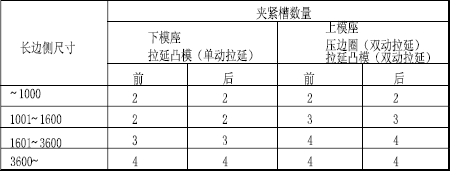 夹紧槽数量
长边侧尺寸
下模座
拉延凸模（单动拉延）
上模座
压边圈（双动拉延）
拉延凸模（双动拉延）
前 后 前 后
~1000 2 2 2 2
1001~1600 2 2 3 3
1601~3600 3 3 4 4
3600~ 4 4 4 4